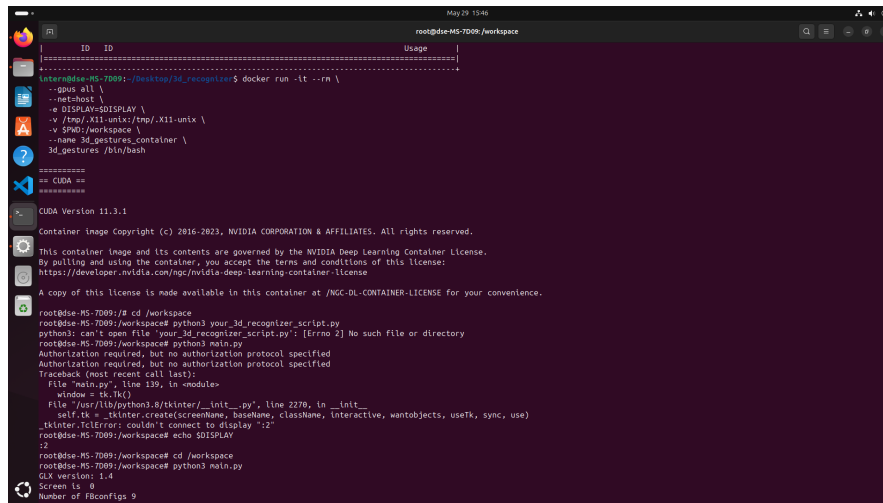 May 29 15:46
root@dse-MS-7D09: /workspace
| ID ID Usage |
|=============================================================================|
+-----------------------------------------------------------------------------+
intern@dse-MS-7D09:~/Desktop/3d_recognizer$ docker run -it --rm \
--gpus all \
--net=host \
-e DISPLAY=$DISPLAY \
-v /tmp/.X11-unix:/tmp/.X11-unix \
-v $PWD:/workspace \
--name 3d_gestures_container \
3d_gestures /bin/bash
==========
== CUDA ==
==========
CUDA Version 11.3.1
Container image Copyright (c) 2016-2023, NVIDIA CORPORATION & AFFILIATES. All rights reserved.
This container image and its contents are governed by the NVIDIA Deep Learning Container License.
By pulling and using the container, you accept the terms and conditions of this license:
https://developer.nvidia.com/ngc/nvidia-deep-learning-container-license
A copy of this license is made available in this container at /NGC-DL-CONTAINER-LICENSE for your convenience.
root@dse-MS-7D09:/# cd /workspace
root@dse-MS-7D09:/workspace# python3 your_3d_recognizer_script.py
python3: can't open file 'your_3d_recognizer_script.py': [Errno 2] No such file or directory
root@dse-MS-7D09:/workspace# python3 main.py
Authorization required, but no authorization protocol specified
Authorization required, but no authorization protocol specified
Traceback (most recent call last):
File "main.py", line 139, in <module>
window = tk.Tk()
File "/usr/lib/python3.8/tkinter/__init__.py", line 2270, in __init__
self.tk = _tkinter.create(screenName, baseName, className, interactive, wantobjects, useTk, sync, use)
_tkinter.TclError: couldn't connect to display ":2"
root@dse-MS-7D09:/workspace# echo $DISPLAY
:2
root@dse-MS-7D09:/workspace# cd /workspace
root@dse-MS-7D09:/workspace# python3 main.py
GLX version: 1.4
Screen is 0
Number of FBconfigs 9